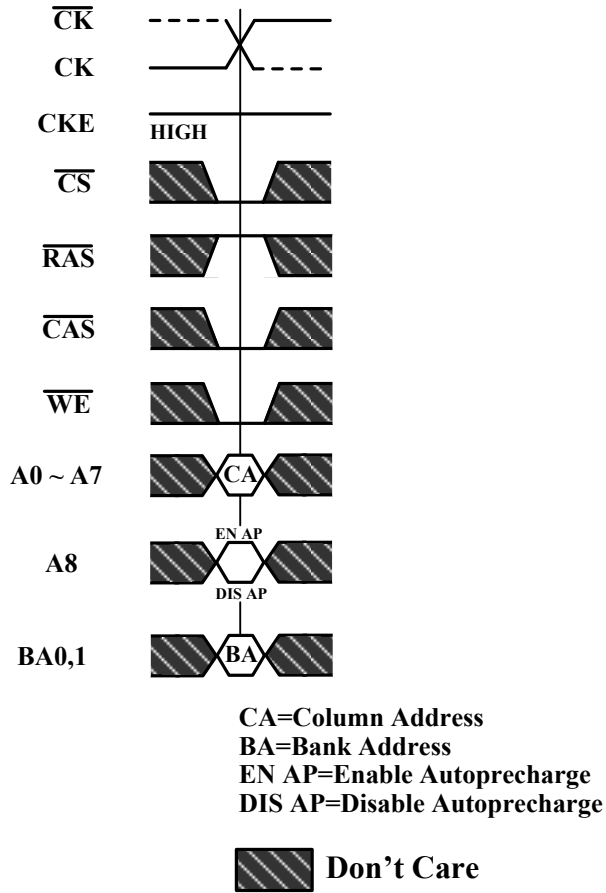 CK
CK
CKE
HIGH
CS
RAS
CAS
WE
A0 ~ A7
CA
EN AP
A8
DIS AP
BA0,1
BA
CA=Column Address
BA=Bank Address
EN AP=Enable Autoprecharge
DIS AP=Disable Autoprecharge
Don't Care